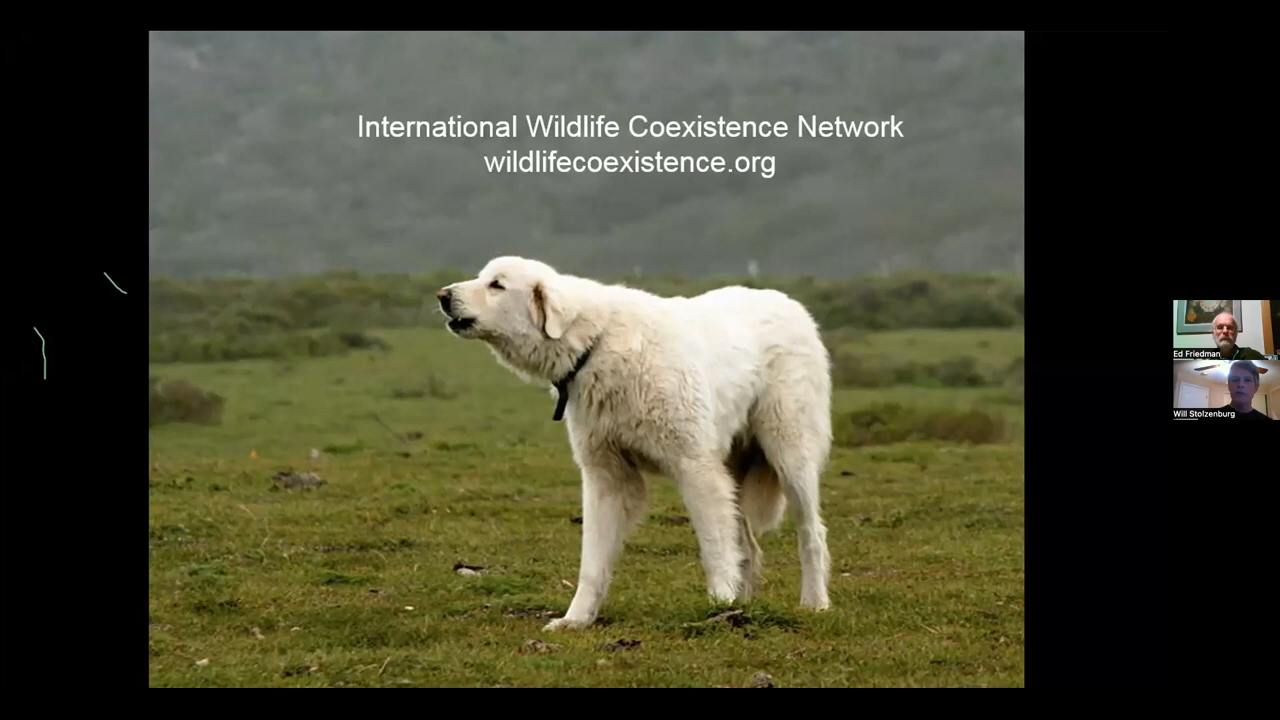 International Wildlife Coexistence Network
wildlifecoexistence.org
Ed Friedman
Will Stolzenburg